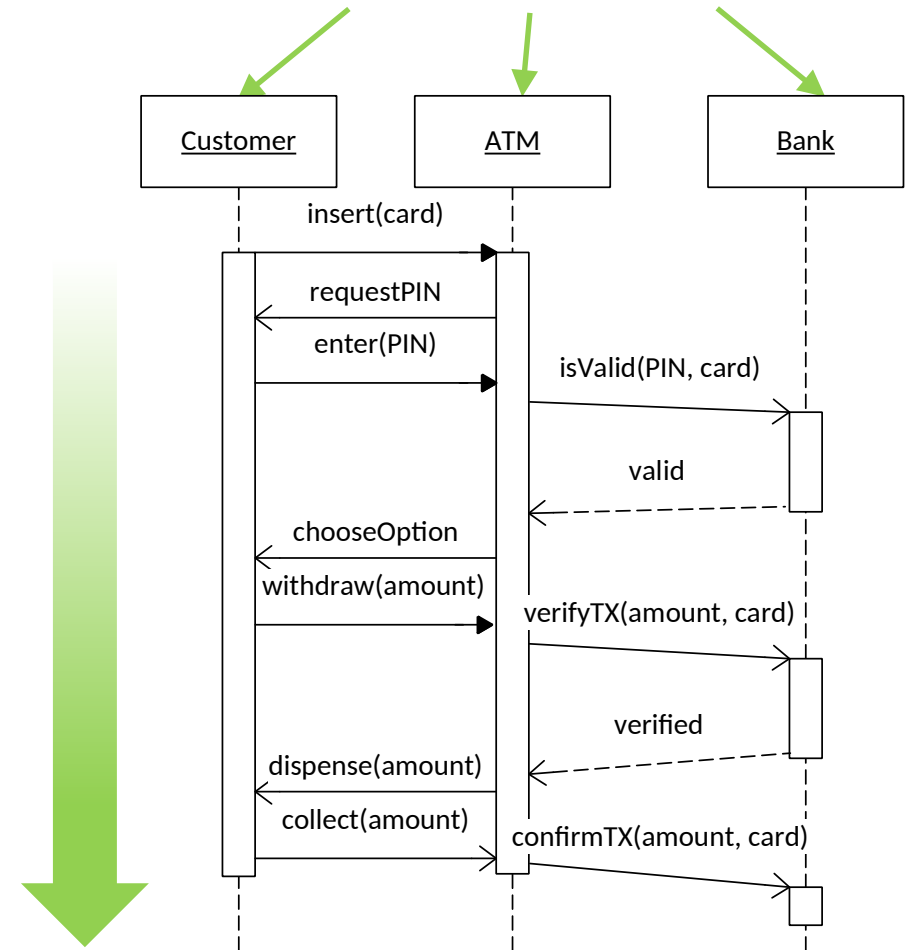 Customer
ATM
Bank
insert(card)
requestPIN
enter(PIN)
isValid(PIN, card)
valid
chooseOption
withdraw(amount)
verifyTX(amount, card)
verified
dispense(amount)
collect(amount)
confirmTX(amount, card)